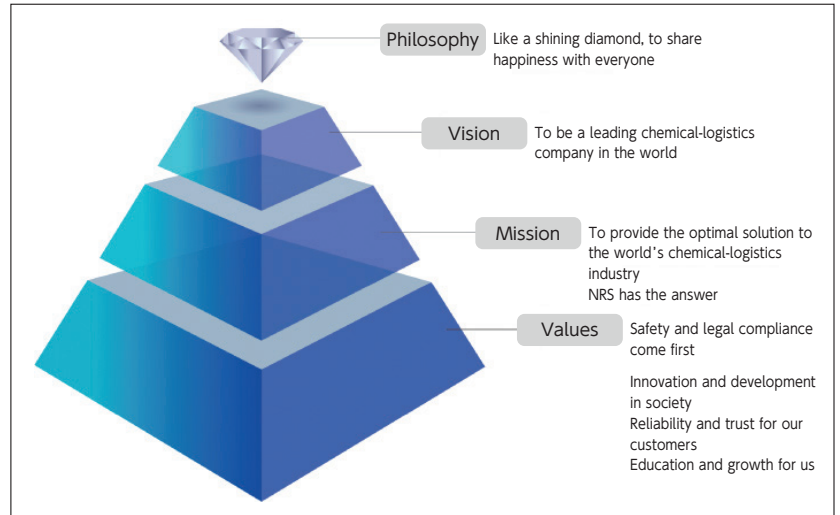 Philosophy
Like a shining diamond, to share
happiness with everyone
Vision
To be a leading chemical-logistics
company in the world
Mission
To provide the optimal solution to
the world's chemical-logistics
industry
NRS has the answer
Values
Safety and legal compliance
come first
Innovation and development
in society
Reliability and trust for our
customers
Education and growth for us